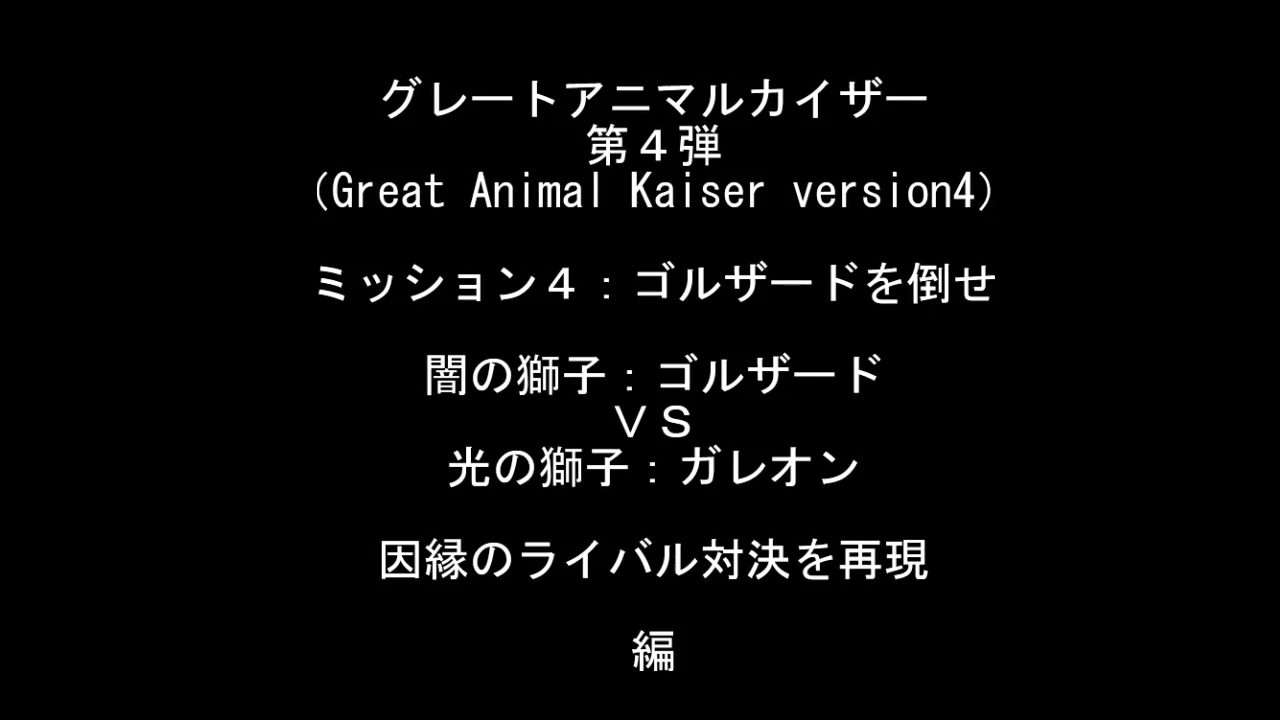 グレートアニマルカイザー
第４弾
(Great Animal Kaiser version4)
ミッション４：ゴルザードを倒せ
闇の獅子：ゴルザード
ＶＳ
光の獅子：ガレオン
因縁のライバル対決を再現
編